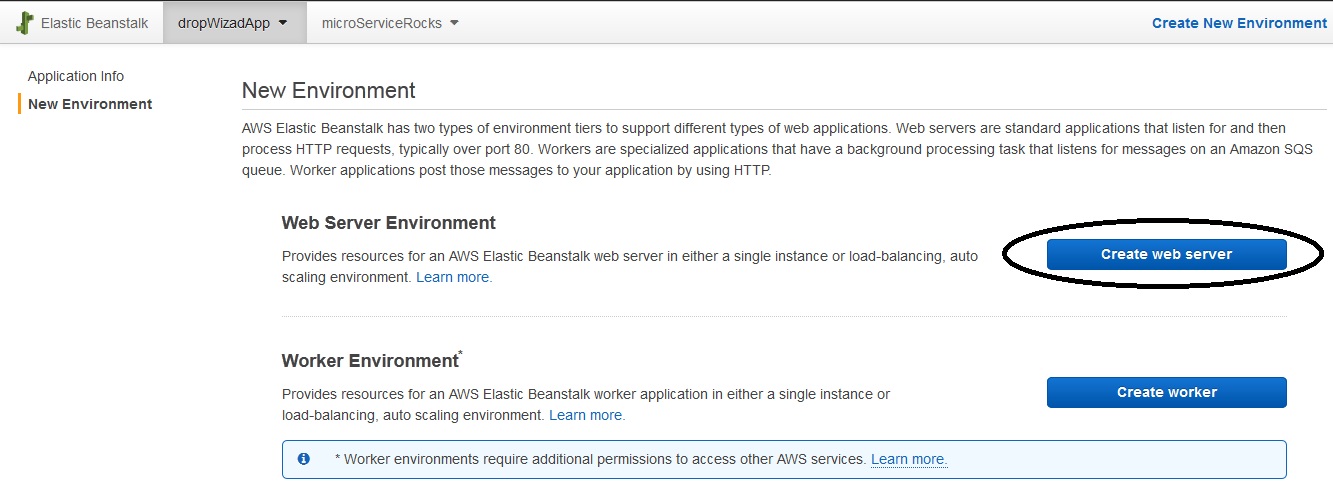 Elastic Beanstalk dropWizadApp microServiceRocks Create New Environment
Application Info
New Environment
New Environment
AWS Elastic Beanstalk has two types of environment tiers to support different types of web applications. Web servers are standard applications that listen for and then
process HTTP requests, typically over port 80. Workers are specialized applications that have a background processing task that listens for messages on an Amazon SQS
queue. Worker applications post those messages to your application by using HTTP.
Web Server Environment
Provides resources for an AWS Elastic Beanstalk web server in either a single instance or load-balancing, auto
scaling environment. Learn more.
Create web server
Worker Environment*
Provides resources for an AWS Elastic Beanstalk worker application in either a single instance or
load-balancing, auto scaling environment. Learn more.
Create worker
* Worker environments require additional permissions to access other AWS services. Learn more.